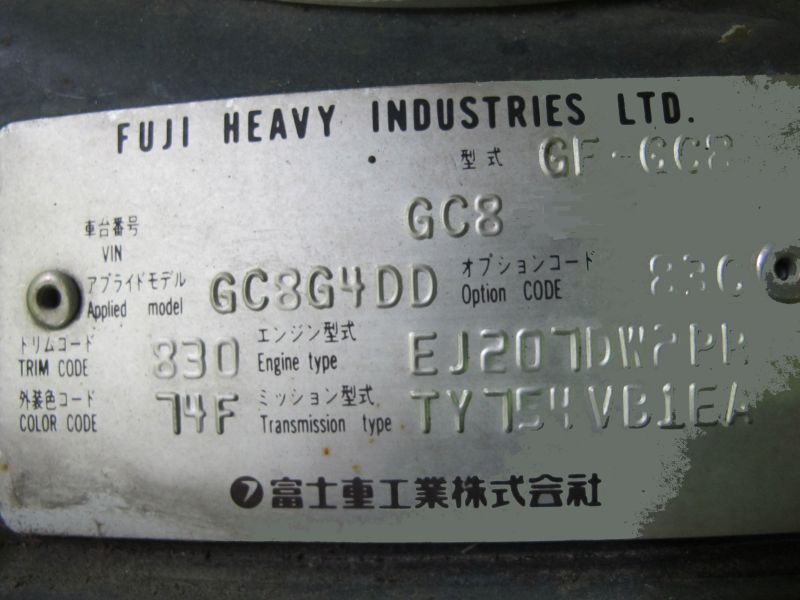 FUJI HEAVY INDUSTRIES LTD.
型式 GF-GC8
車台番号 GC8
VIN
アプライドモデル GC8G4DD オプションコード
Applied model Option CODE
トリムコード 830 エンジン型式
TRIM CODE Engine type EJ207DW2PR
外装色コード 74F ミッション型式 TY754VB1EA
COLOR CODE Transmission type
7 富士重工業株式会社